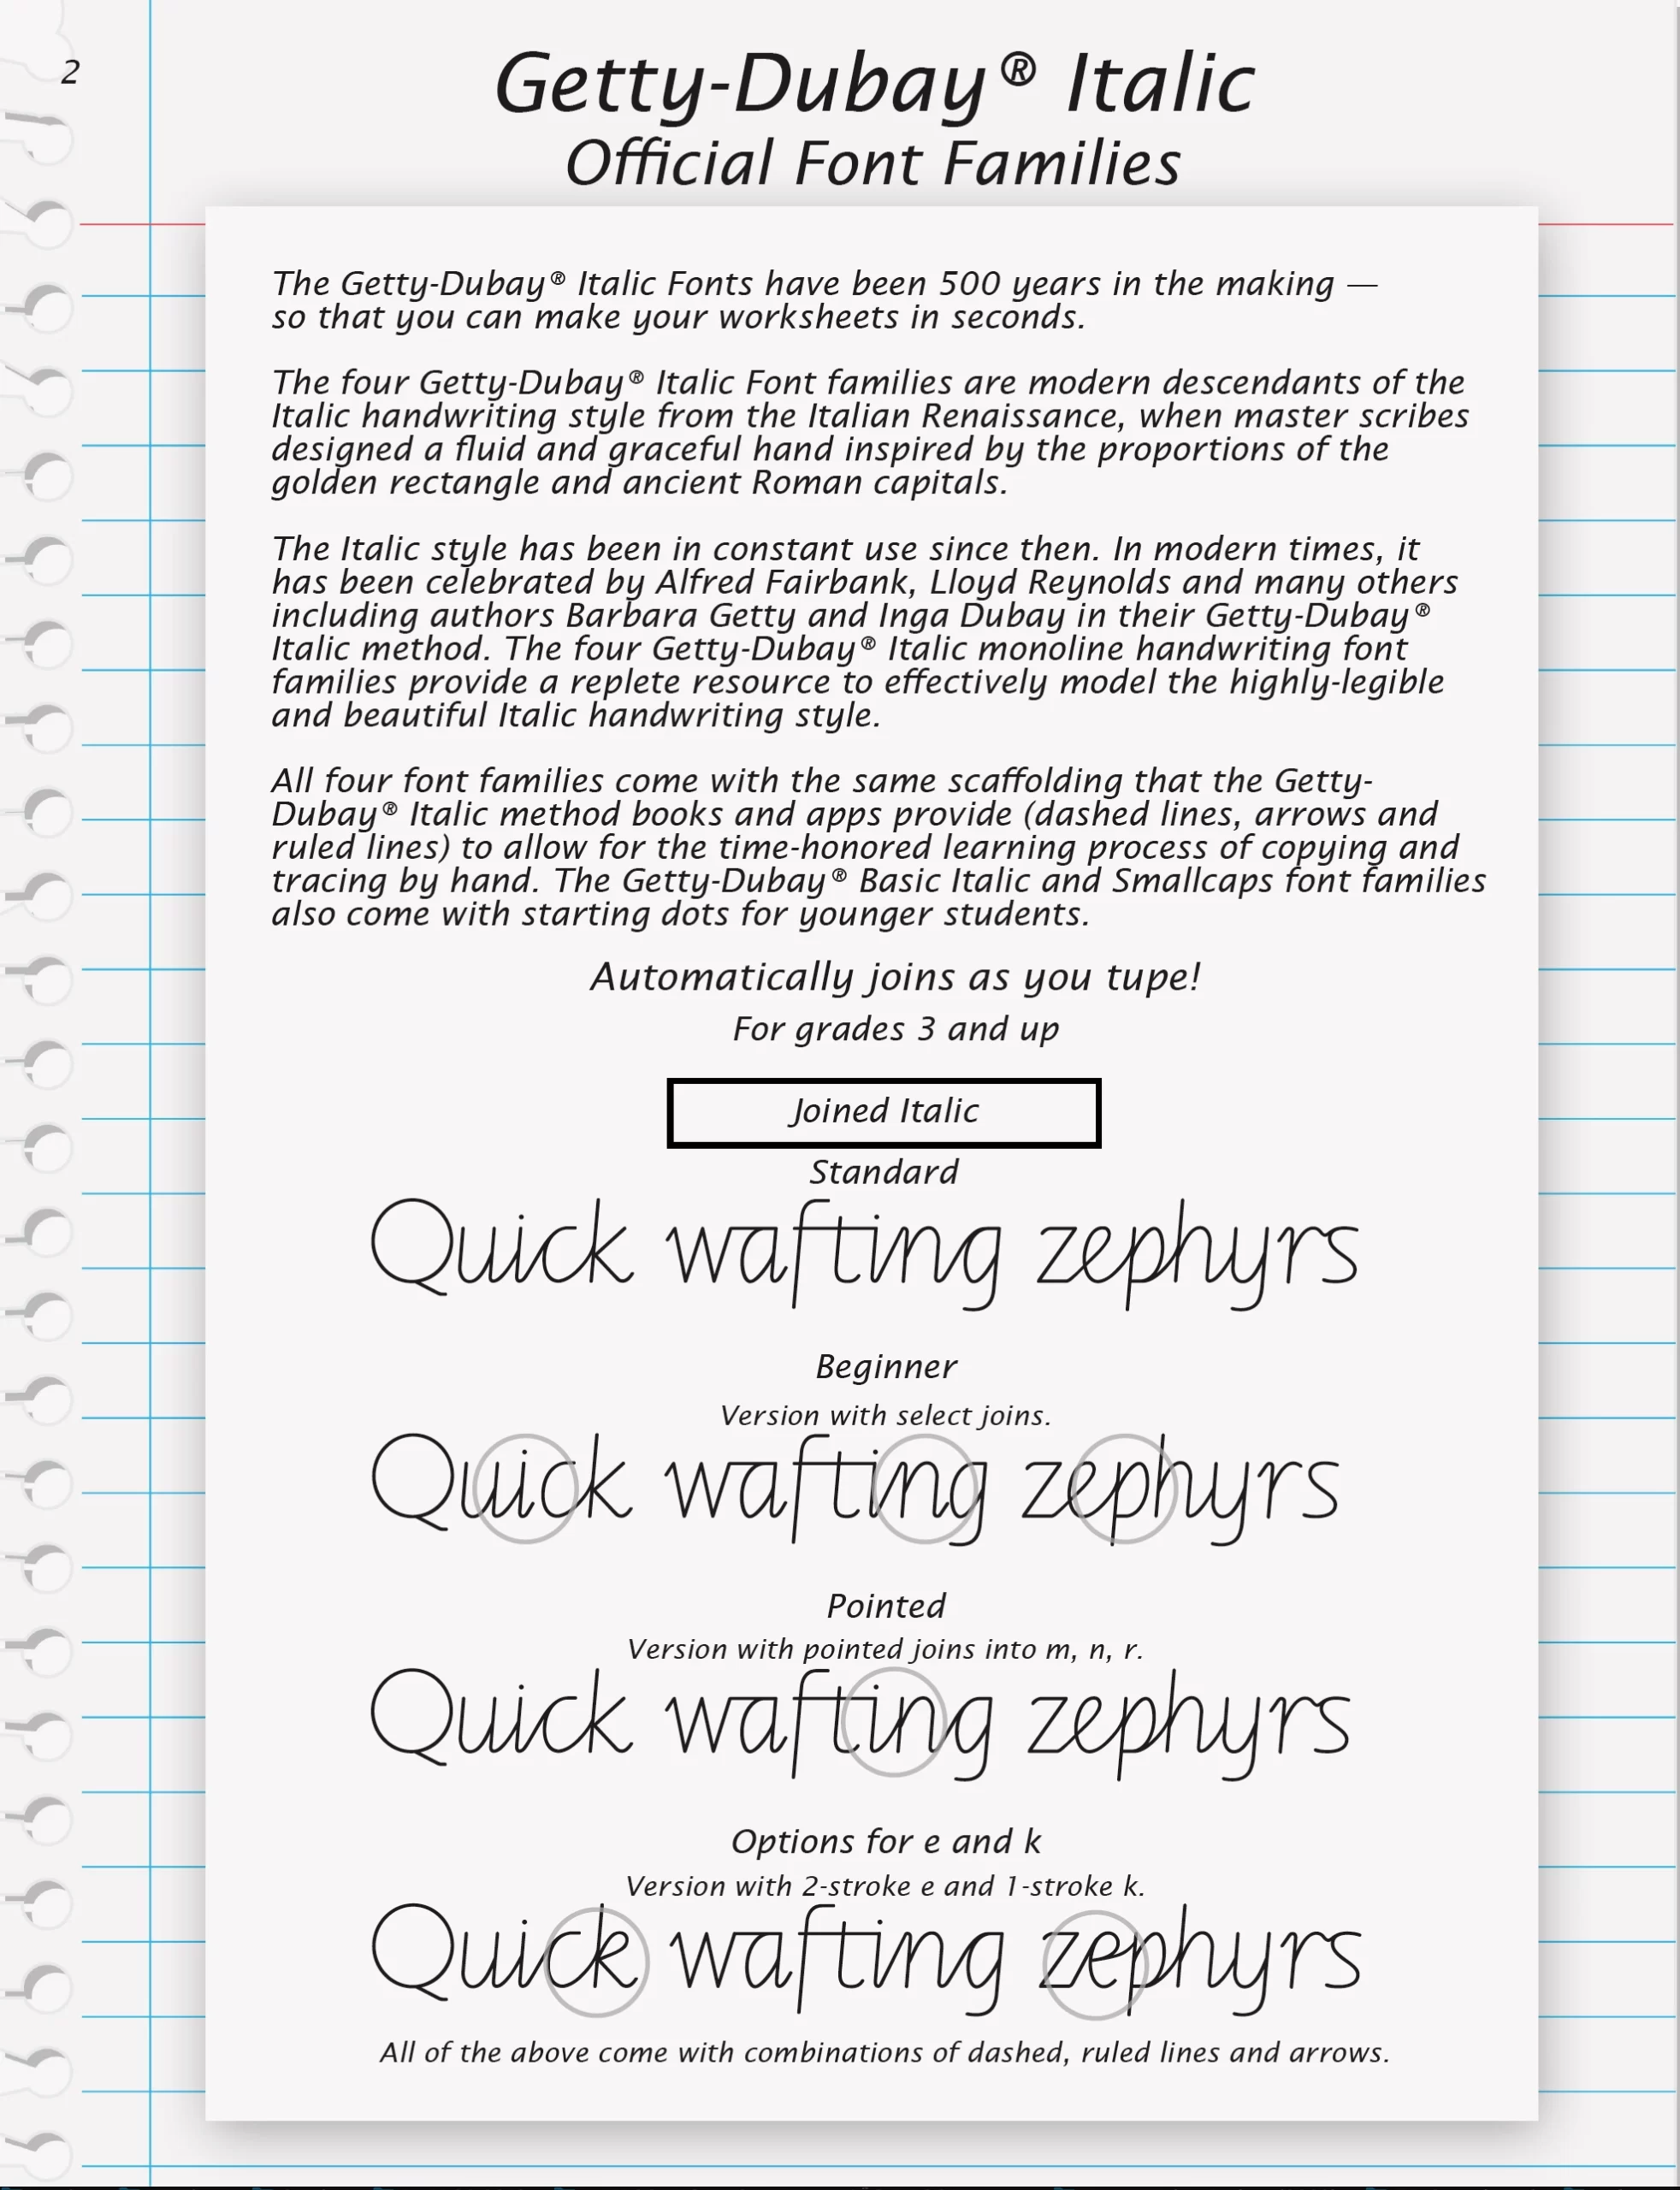 2
Getty-Dubay® Italic
Official Font Families
The Getty-Dubay® Italic Fonts have been 500 years in the making —
so that you can make your worksheets in seconds.
The four Getty-Dubay® Italic Font families are modern descendants of the
Italic handwriting style from the Italian Renaissance, when master scribes
designed a fluid and graceful hand inspired by the proportions of the
golden rectangle and ancient Roman capitals.
The Italic style has been in constant use since then. In modern times, it
has been celebrated by Alfred Fairbank, Lloyd Reynolds and many others
including authors Barbara Getty and Inga Dubay in their Getty-Dubay®
Italic method. The four Getty-Dubay® Italic monoline handwriting font
families provide a replete resource to effectively model the highly-legible
and beautiful Italic handwriting style.
All four font families come with the same scaffolding that the Getty-
Dubay® Italic method books and apps provide (dashed lines, arrows and
ruled lines) to allow for the time-honored learning process of copying and
tracing by hand. The Getty-Dubay® Basic Italic and Smallcaps font families
also come with starting dots for younger students.
Automatically joins as you tupe!
For grades 3 and up
Joined Italic
Standard
Quick wafting zephyrs
Beginner
Version with select joins.
Quick wafting zephyrs
Pointed
Version with pointed joins into m, n, r.
Quick wafting zephyrs
Options for e and k
Version with 2-stroke e and 1-stroke k.
Quick wafting zephyrs
All of the above come with combinations of dashed, ruled lines and arrows.